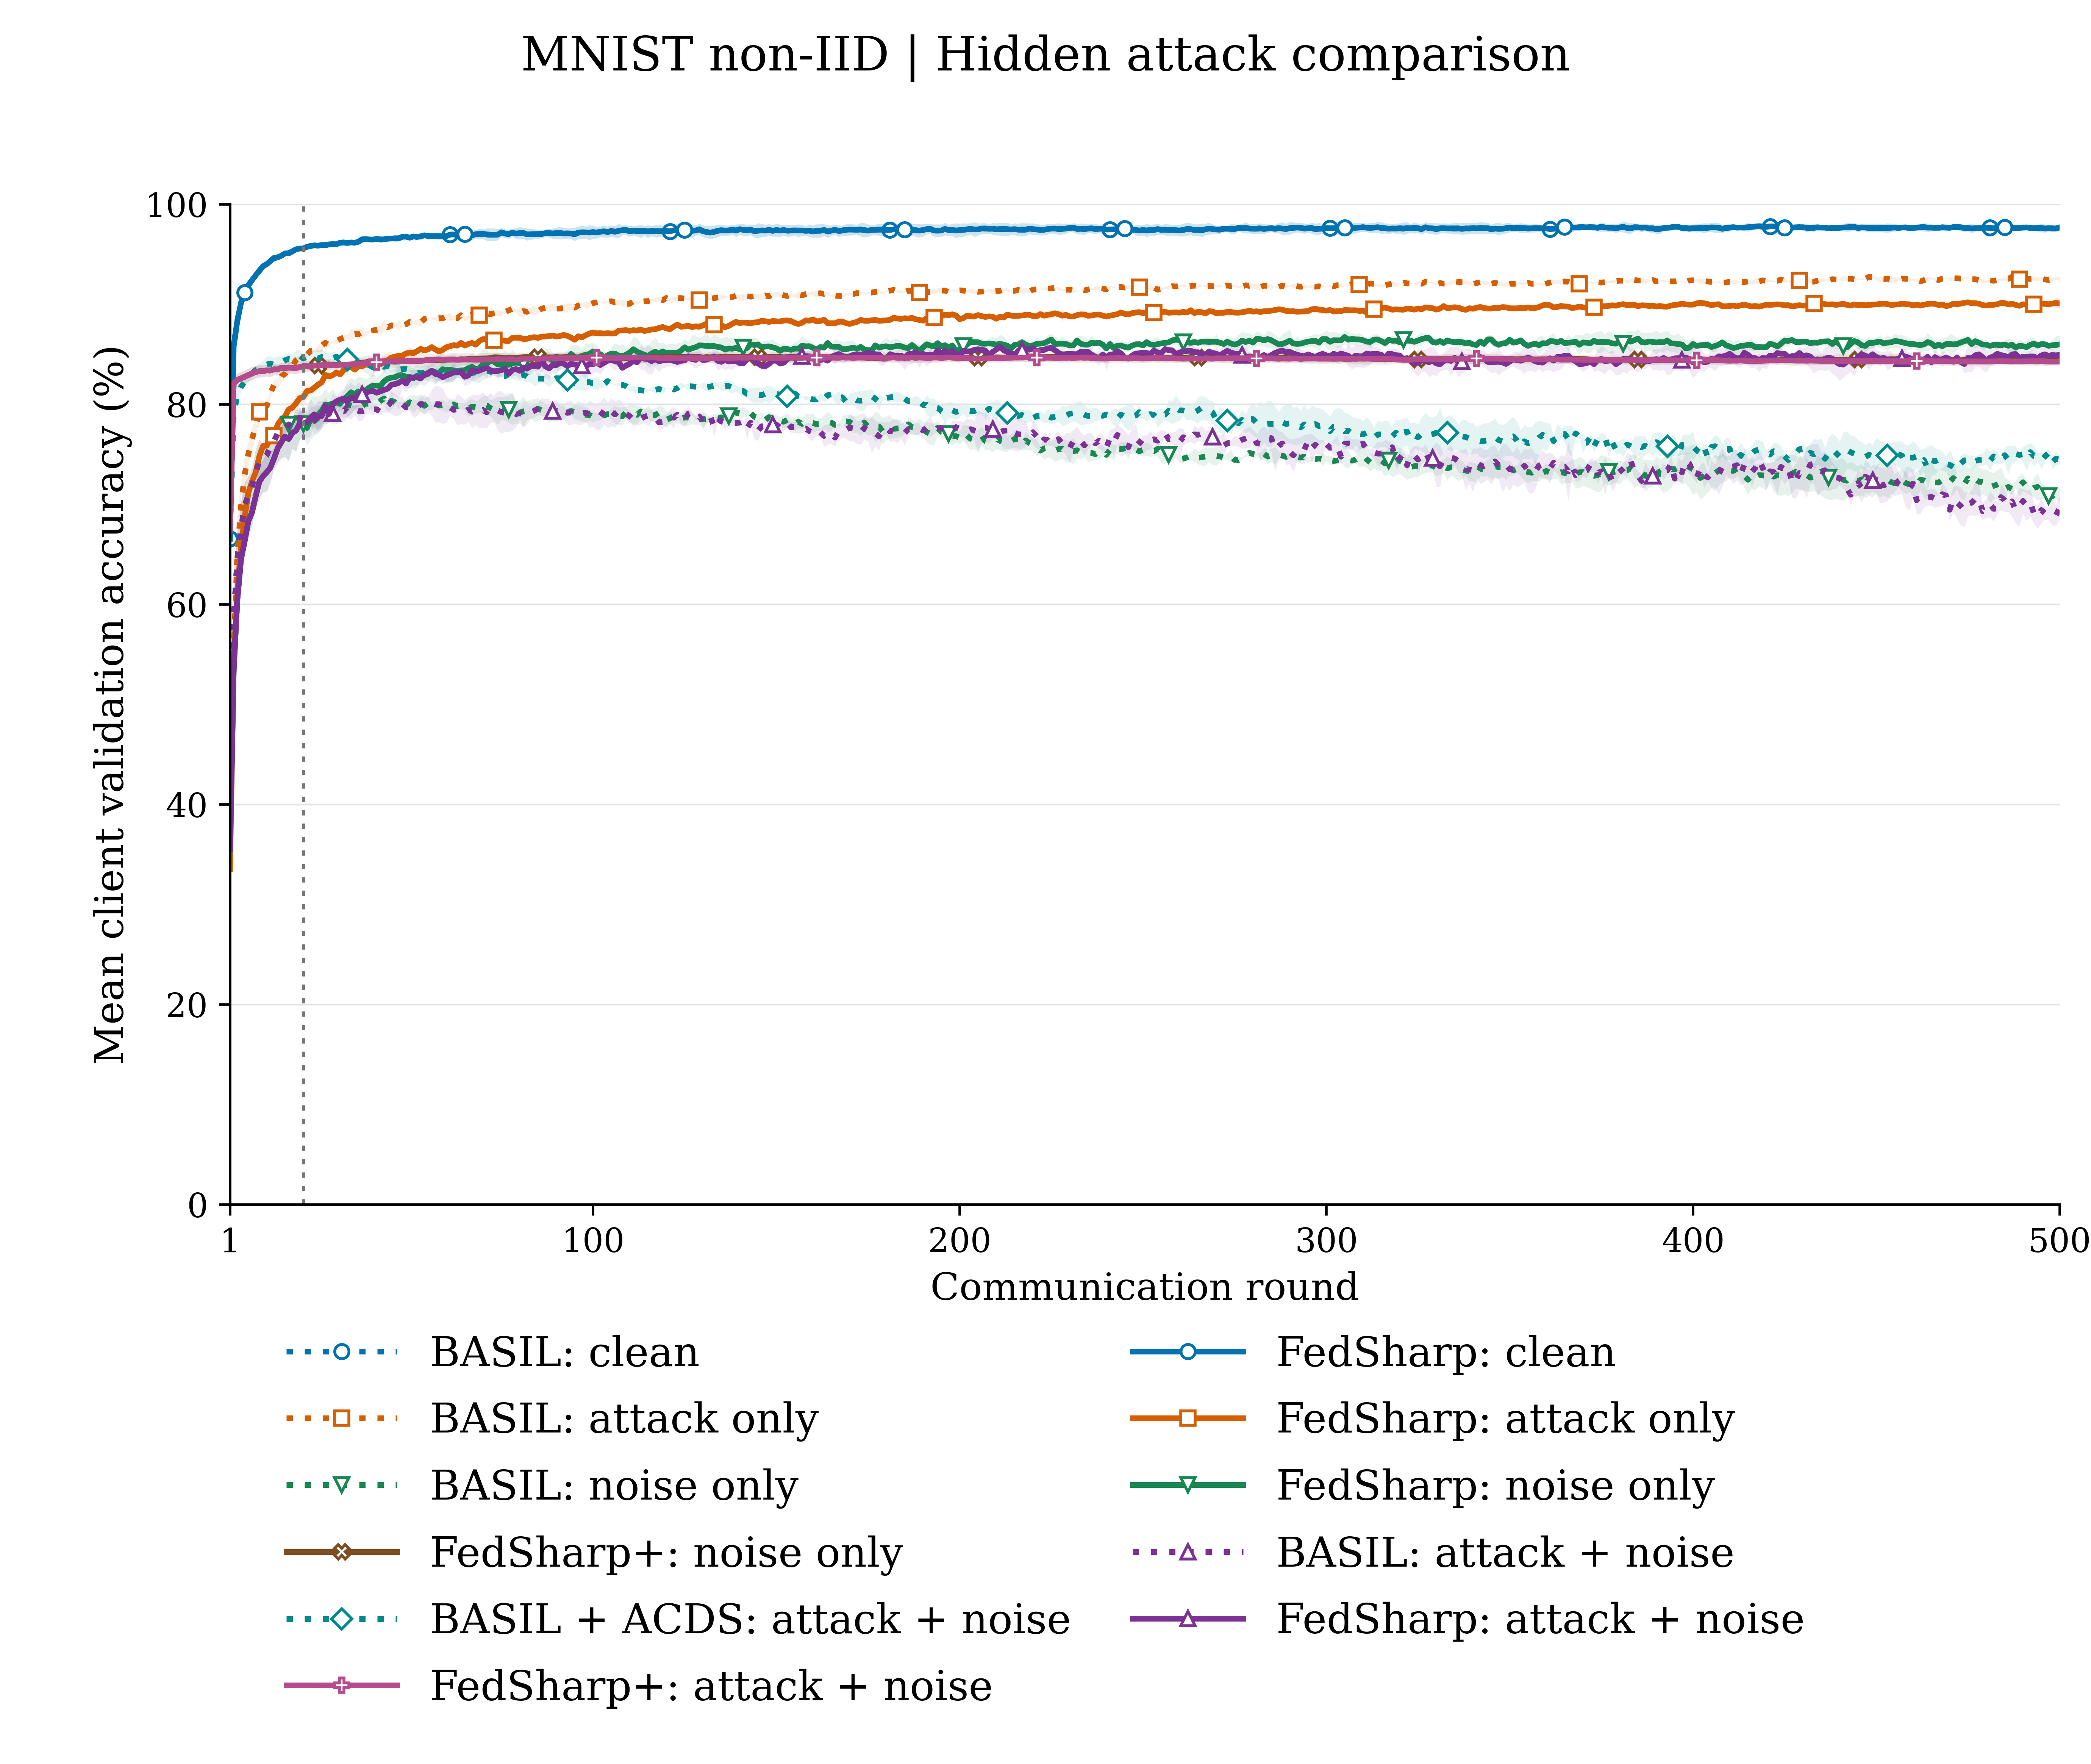 MNIST non-IID | Hidden attack comparison
Mean client validation accuracy (%)
100
80
60
40
20
0
1
100
200
300
400
500
Communication round
BASIL: clean
FedSharp: clean
BASIL: attack only
FedSharp: attack only
BASIL: noise only
FedSharp: noise only
FedSharp+: noise only
BASIL: attack + noise
BASIL + ACDS: attack + noise
FedSharp: attack + noise
FedSharp+: attack + noise